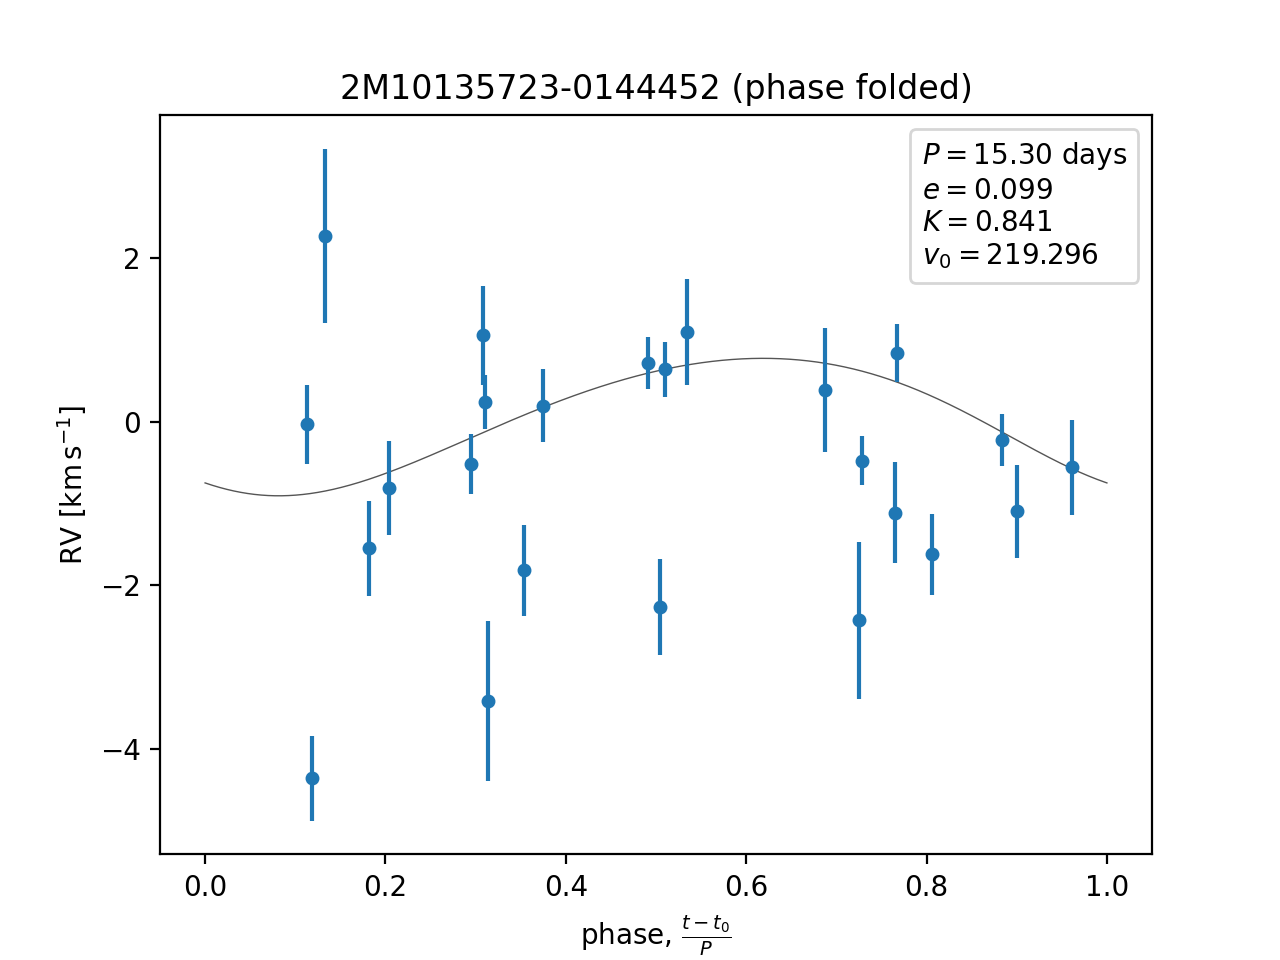 2M10135723-0144452 (phase folded)
P = 15.30 days
e = 0.099
K = 0.841
v₀ = 219.296
2
0
−2
−4
RV [km s⁻¹]
0.0 0.2 0.4 0.6 0.8 1.0
phase, (t − t₀)/P